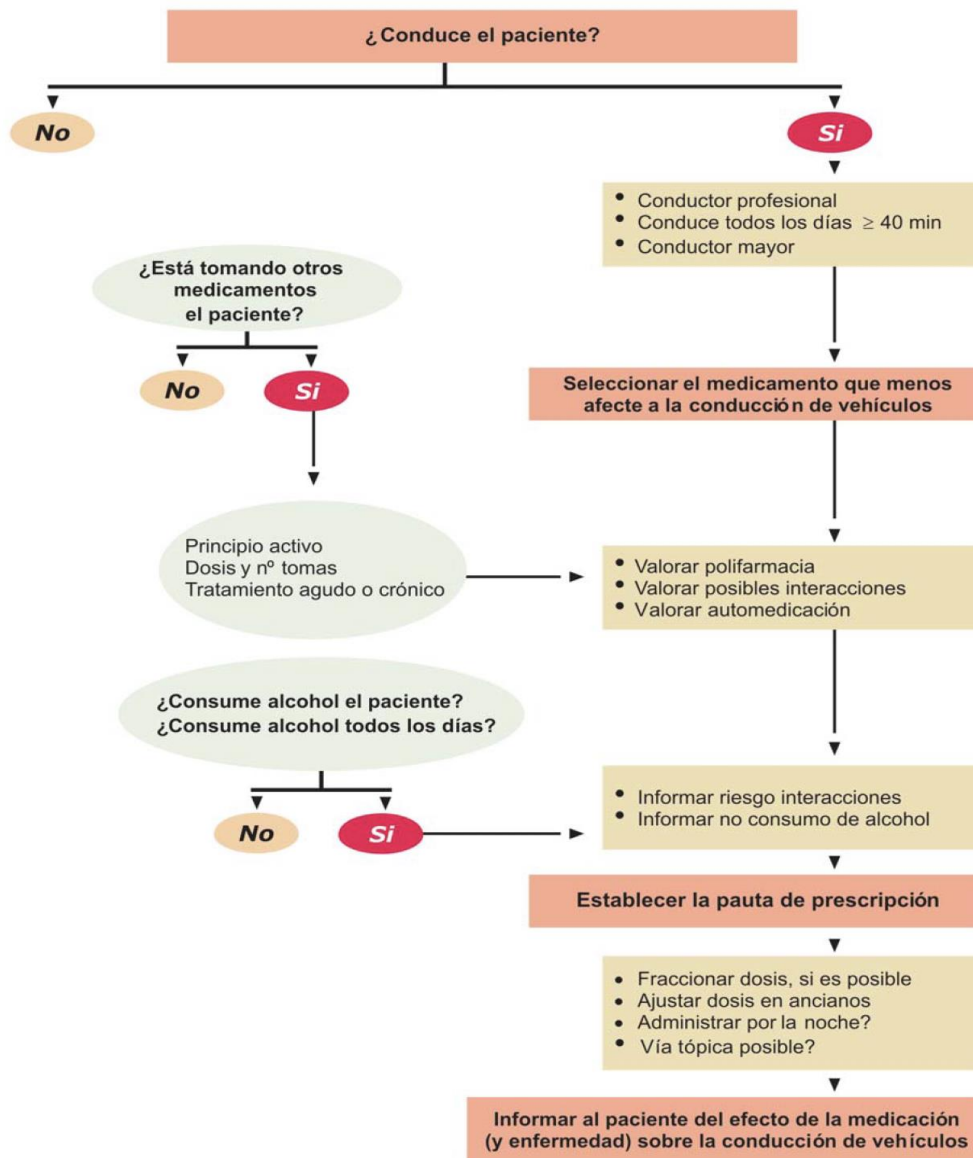 ¿Conduce el paciente?
No
Si
• Conductor profesional
• Conduce todos los días ≥ 40 min
• Conductor mayor
¿Está tomando otros
medicamentos
el paciente?
No
Si
Seleccionar el medicamento que menos
afecte a la conducción de vehículos
Principio activo
Dosis y nº tomas
Tratamiento agudo o crónico
• Valorar polifarmacia
• Valorar posibles interacciones
• Valorar automedicación
¿Consume alcohol el paciente?
¿Consume alcohol todos los días?
No
Si
• Informar riesgo interacciones
• Informar no consumo de alcohol
Establecer la pauta de prescripción
• Fraccionar dosis, si es posible
• Ajustar dosis en ancianos
• Administrar por la noche?
• Vía tópica posible?
Informar al paciente del efecto de la medicación
(y enfermedad) sobre la conducción de vehículos